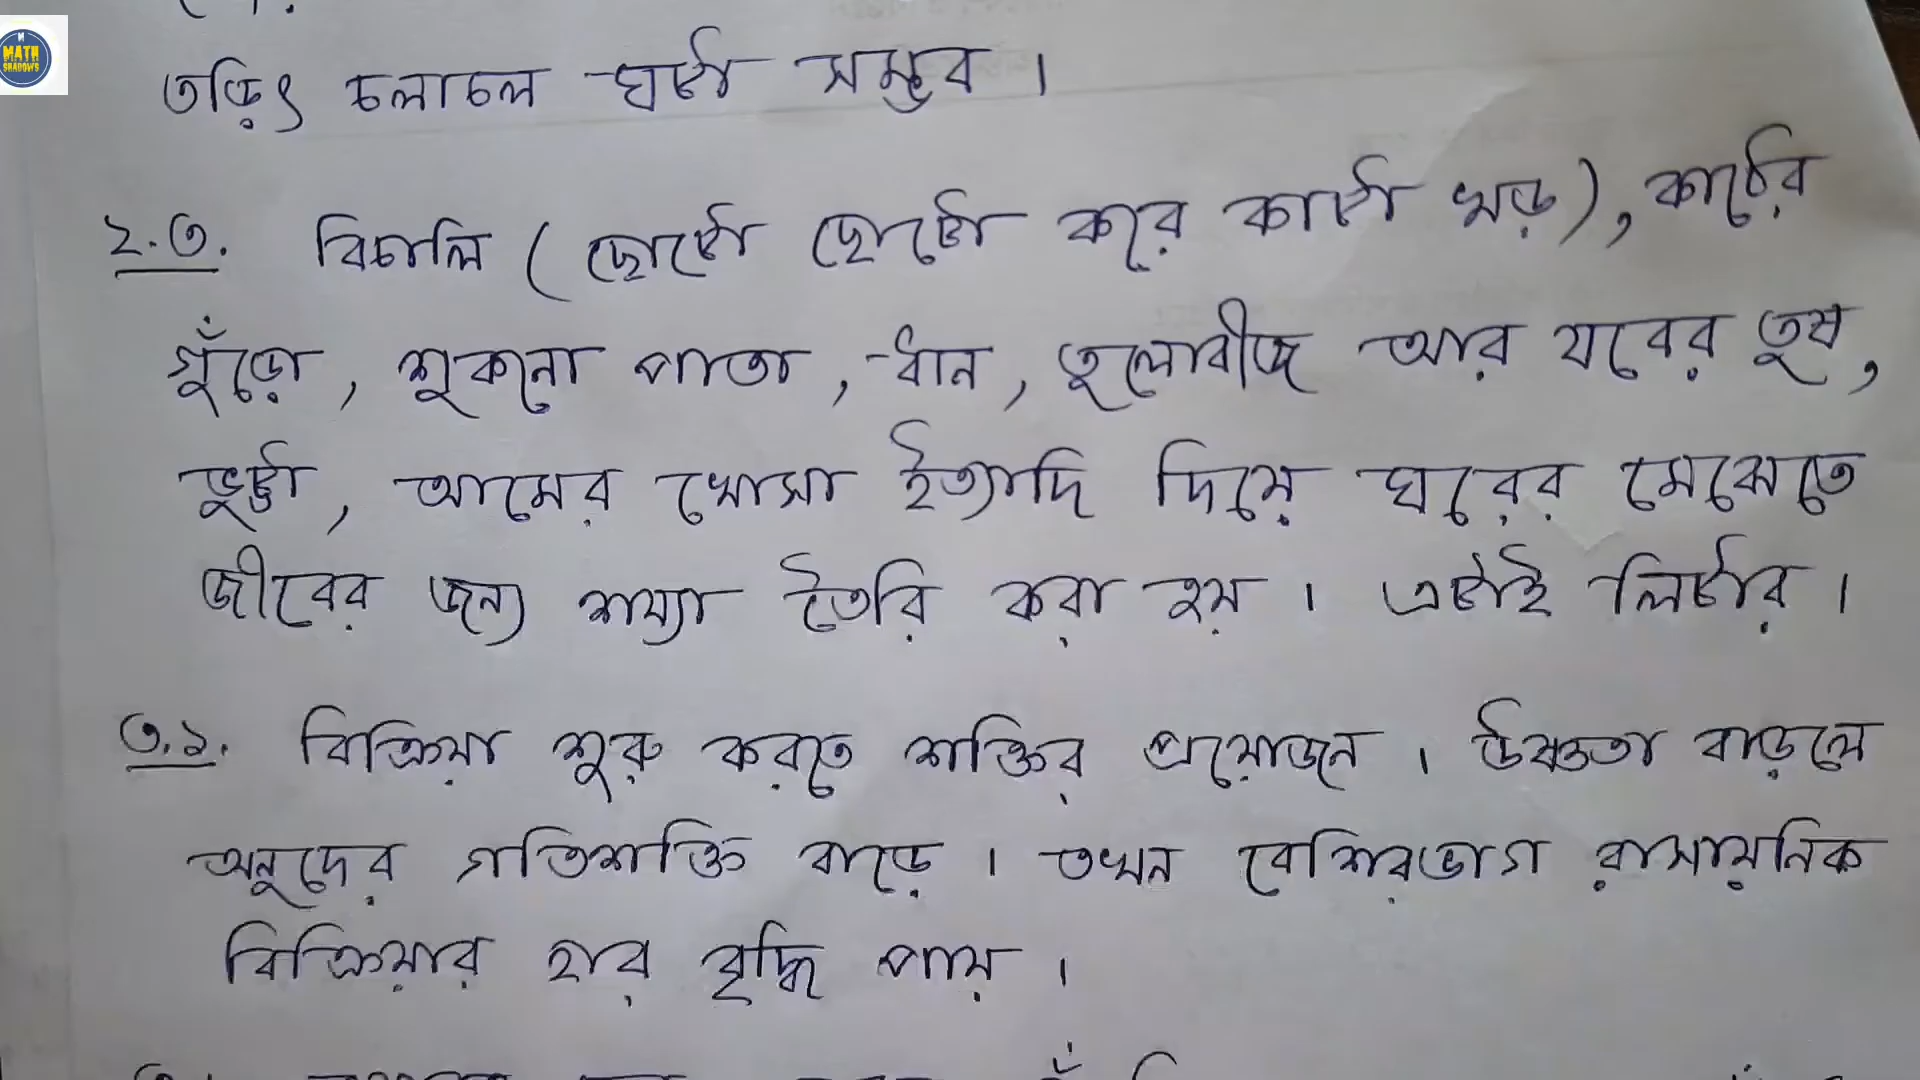 MATH
SHADOWS
তড়িৎ চলাচল ঘটা সম্ভব ।
২.৩. বিচালি ( ছোটো ছোটো করে কাটা খড় ), কাঠের
গুঁড়ো , শুকনো পাতা , ধান , তুলোবীজ আর যবের তুষ ,
ভুট্টা , আমের খোসা ইত্যাদি দিয়ে ঘরের মেঝেতে
জীবের জন্য শয্যা তৈরি করা হয় । এটাই লিটার ।
৩.১. বিক্রিয়া শুরু করতে শক্তির প্রয়োজন । উষ্ণতা বাড়লে
অনুদের গতিশক্তি বাড়ে । তখন বেশিরভাগ রাসায়নিক
বিক্রিয়ার হার বৃদ্ধি পায় ।